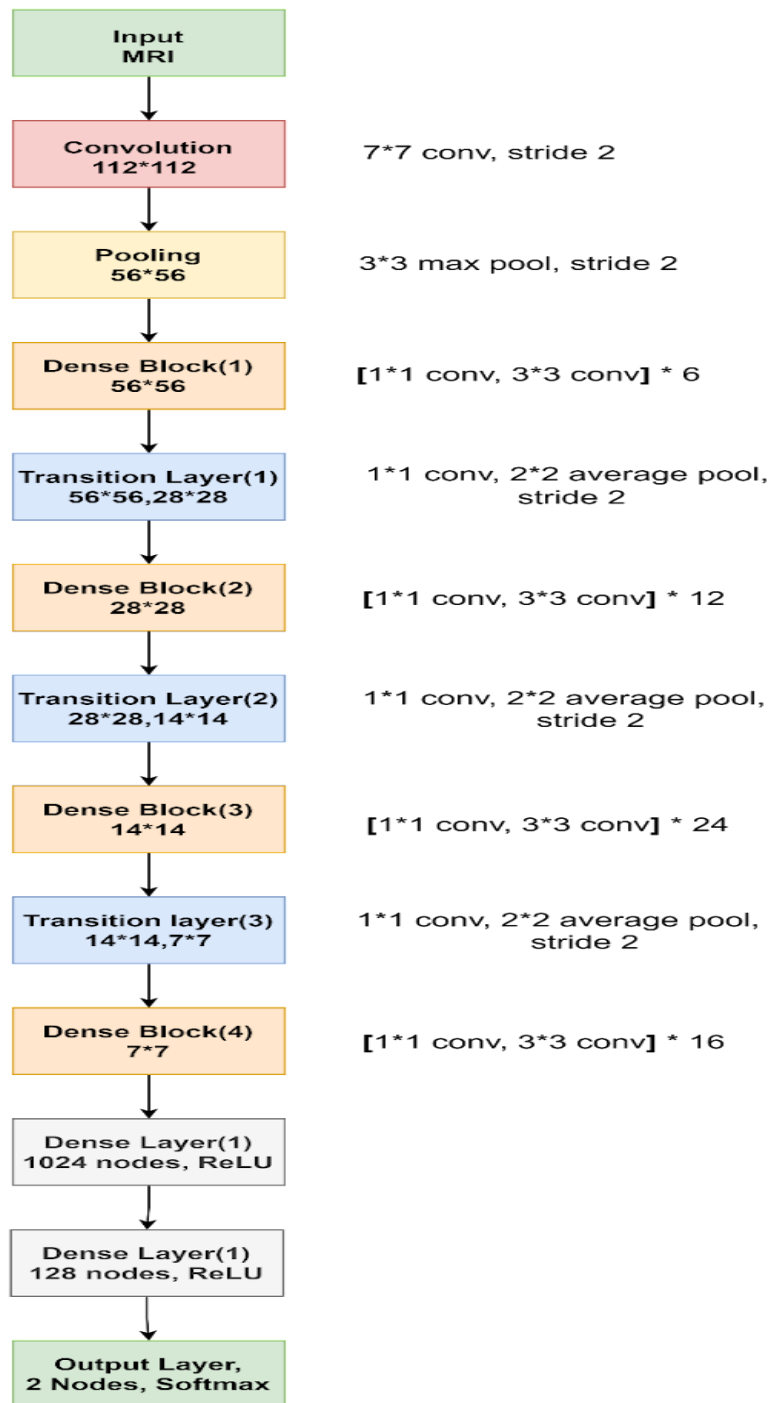 Input
MRI
Convolution
112*112
7*7 conv, stride 2
Pooling
56*56
3*3 max pool, stride 2
Dense Block(1)
56*56
[1*1 conv, 3*3 conv] * 6
Transition Layer(1)
56*56,28*28
1*1 conv, 2*2 average pool,
stride 2
Dense Block(2)
28*28
[1*1 conv, 3*3 conv] * 12
Transition Layer(2)
28*28,14*14
1*1 conv, 2*2 average pool,
stride 2
Dense Block(3)
14*14
[1*1 conv, 3*3 conv] * 24
Transition layer(3)
14*14,7*7
1*1 conv, 2*2 average pool,
stride 2
Dense Block(4)
7*7
[1*1 conv, 3*3 conv] * 16
Dense Layer(1)
1024 nodes, ReLU
Dense Layer(1)
128 nodes, ReLU
Output Layer,
2 Nodes, Softmax